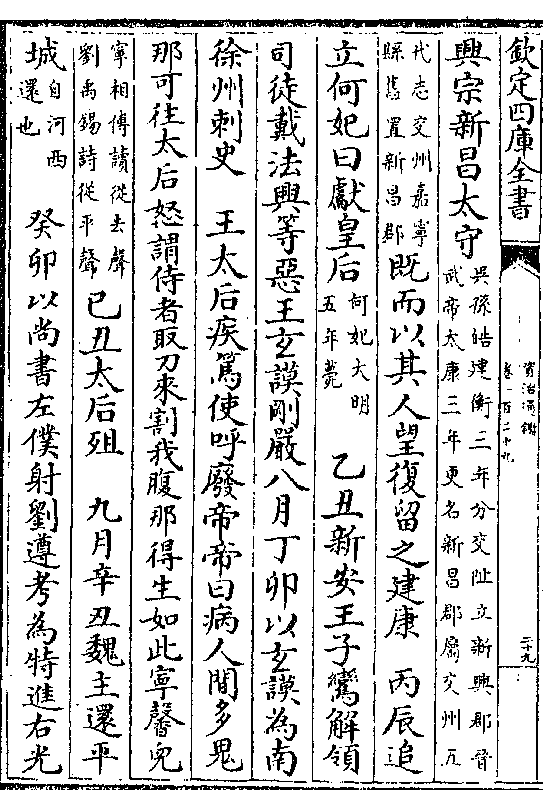 欽定四庫全書
資治通鑑
卷一百二十九
二十九
興宗新昌太守吳孫皓建衡三年分交阯立新興郡晉
武帝太康三年更名新昌郡屬交州五
代志交州嘉寧
縣舊置新昌郡既而以其人望復留之建康　丙辰追
立何妃曰獻皇后何妃大明
五年薨　乙丑新安王子鸞解領
司徒戴法興等惡王玄謨剛嚴八月丁卯以玄謨為南
徐州刺史　王太后疾篤使呼廢帝帝曰病人間多鬼
那可往太后怒謂侍者取刀來割我腹那得生如此寧馨兒
寧相傳讀從去聲
劉禹錫詩從平聲已丑太后殂　九月辛丑魏主還平
城自河西
還也　癸卯以尚書左僕射劉遵考為特進右光